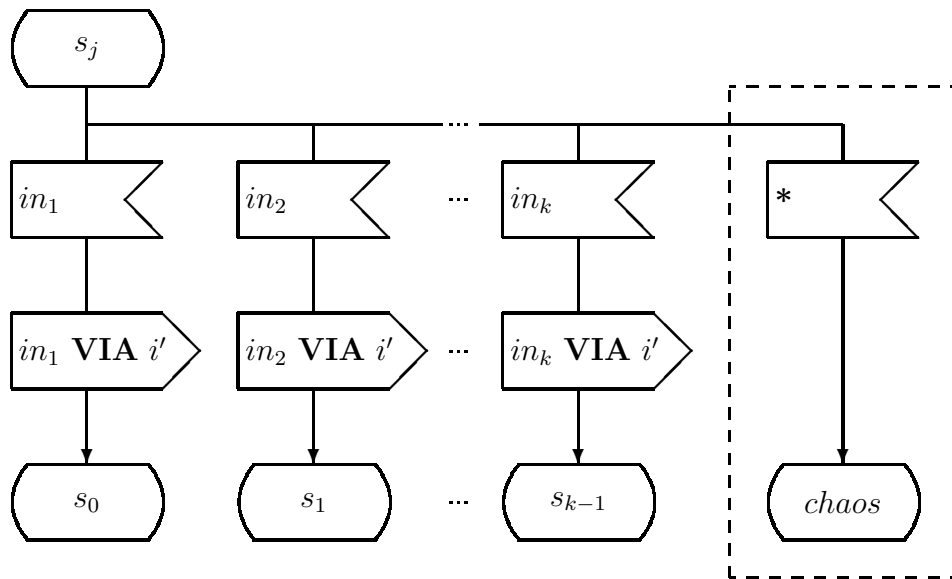 s_j
...
in_1 in_2 ... in_k *
in_1 VIA i′ in_2 VIA i′ ... in_k VIA i′
s_0 s_1 ... s_{k−1} chaos